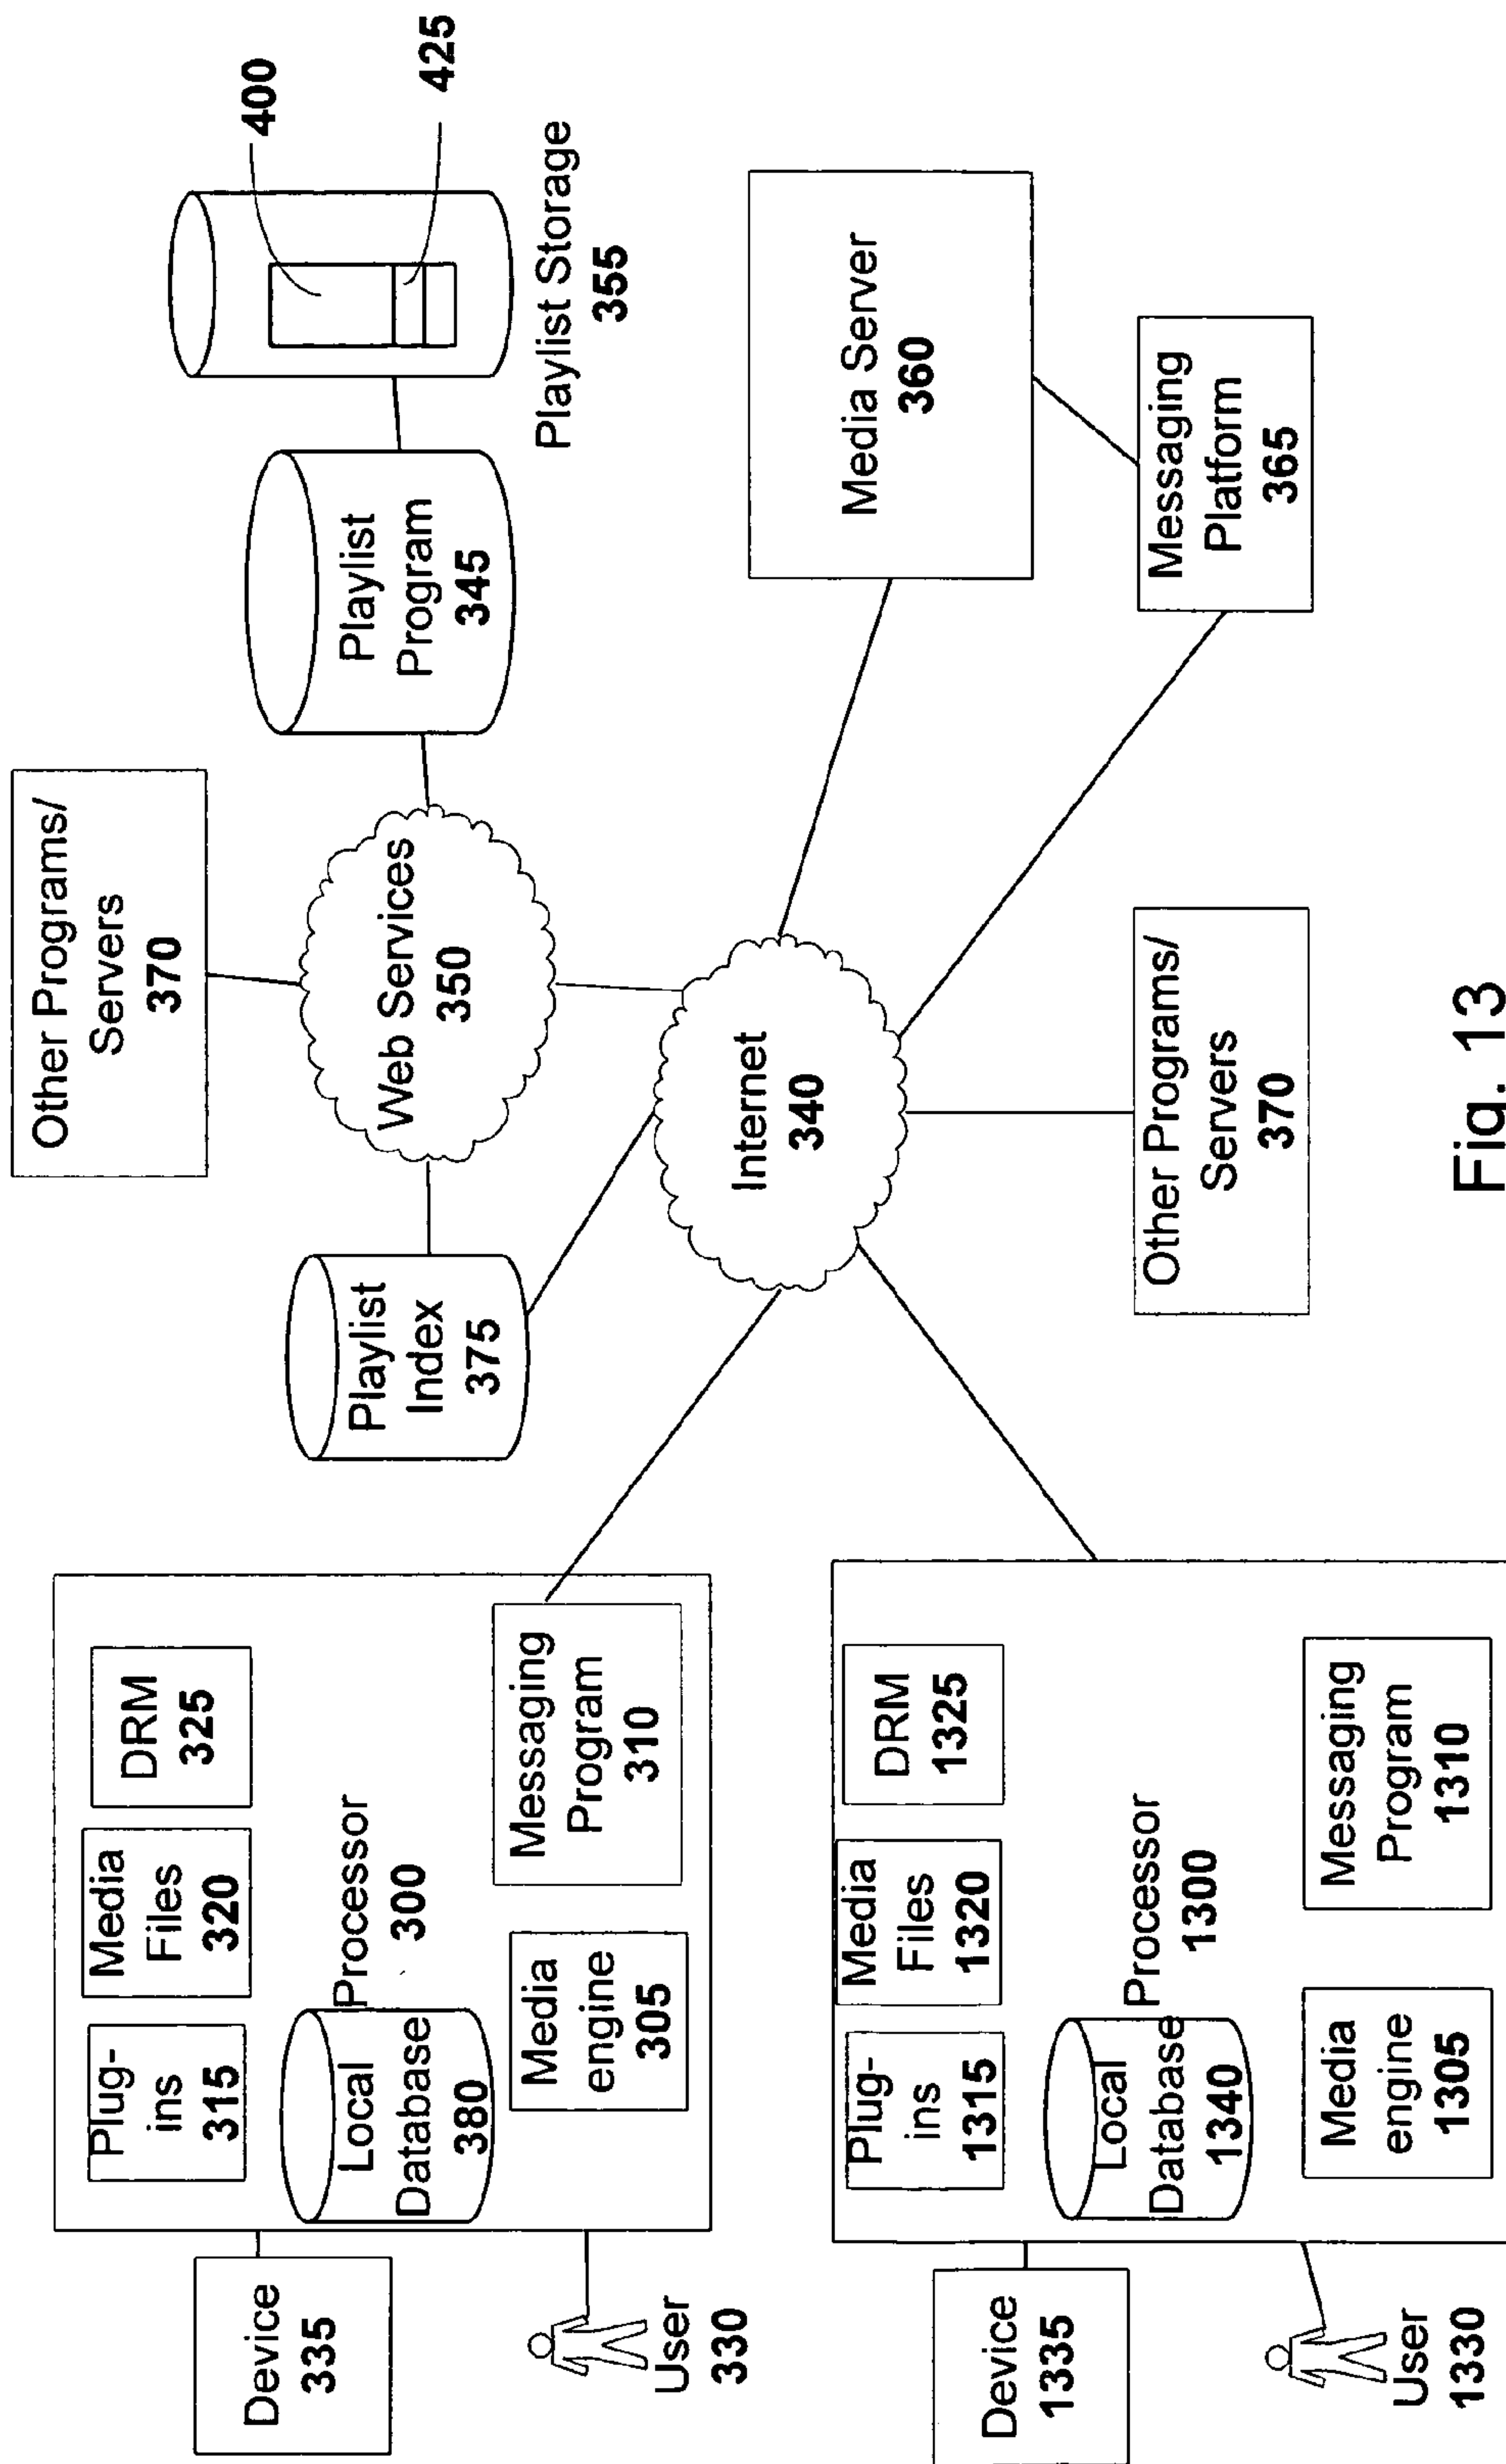 Other Programs/
Servers
370
400
425
Playlist Storage
355
Playlist
Program
345
Web Services
350
Playlist
Index
375
Internet
340
Media Server
360
Messaging
Platform
365
Other Programs/
Servers
370
Device
335
User
330
Plug-
ins
315
Media
Files
320
DRM
325
Processor
300
Local
Database
380
Media
engine
305
Messaging
Program
310
Device
1335
User
1330
Plug-
ins
1315
Media
Files
1320
DRM
1325
Processor
1300
Local
Database
1340
Media
engine
1305
Messaging
Program
1310
Fig. 13